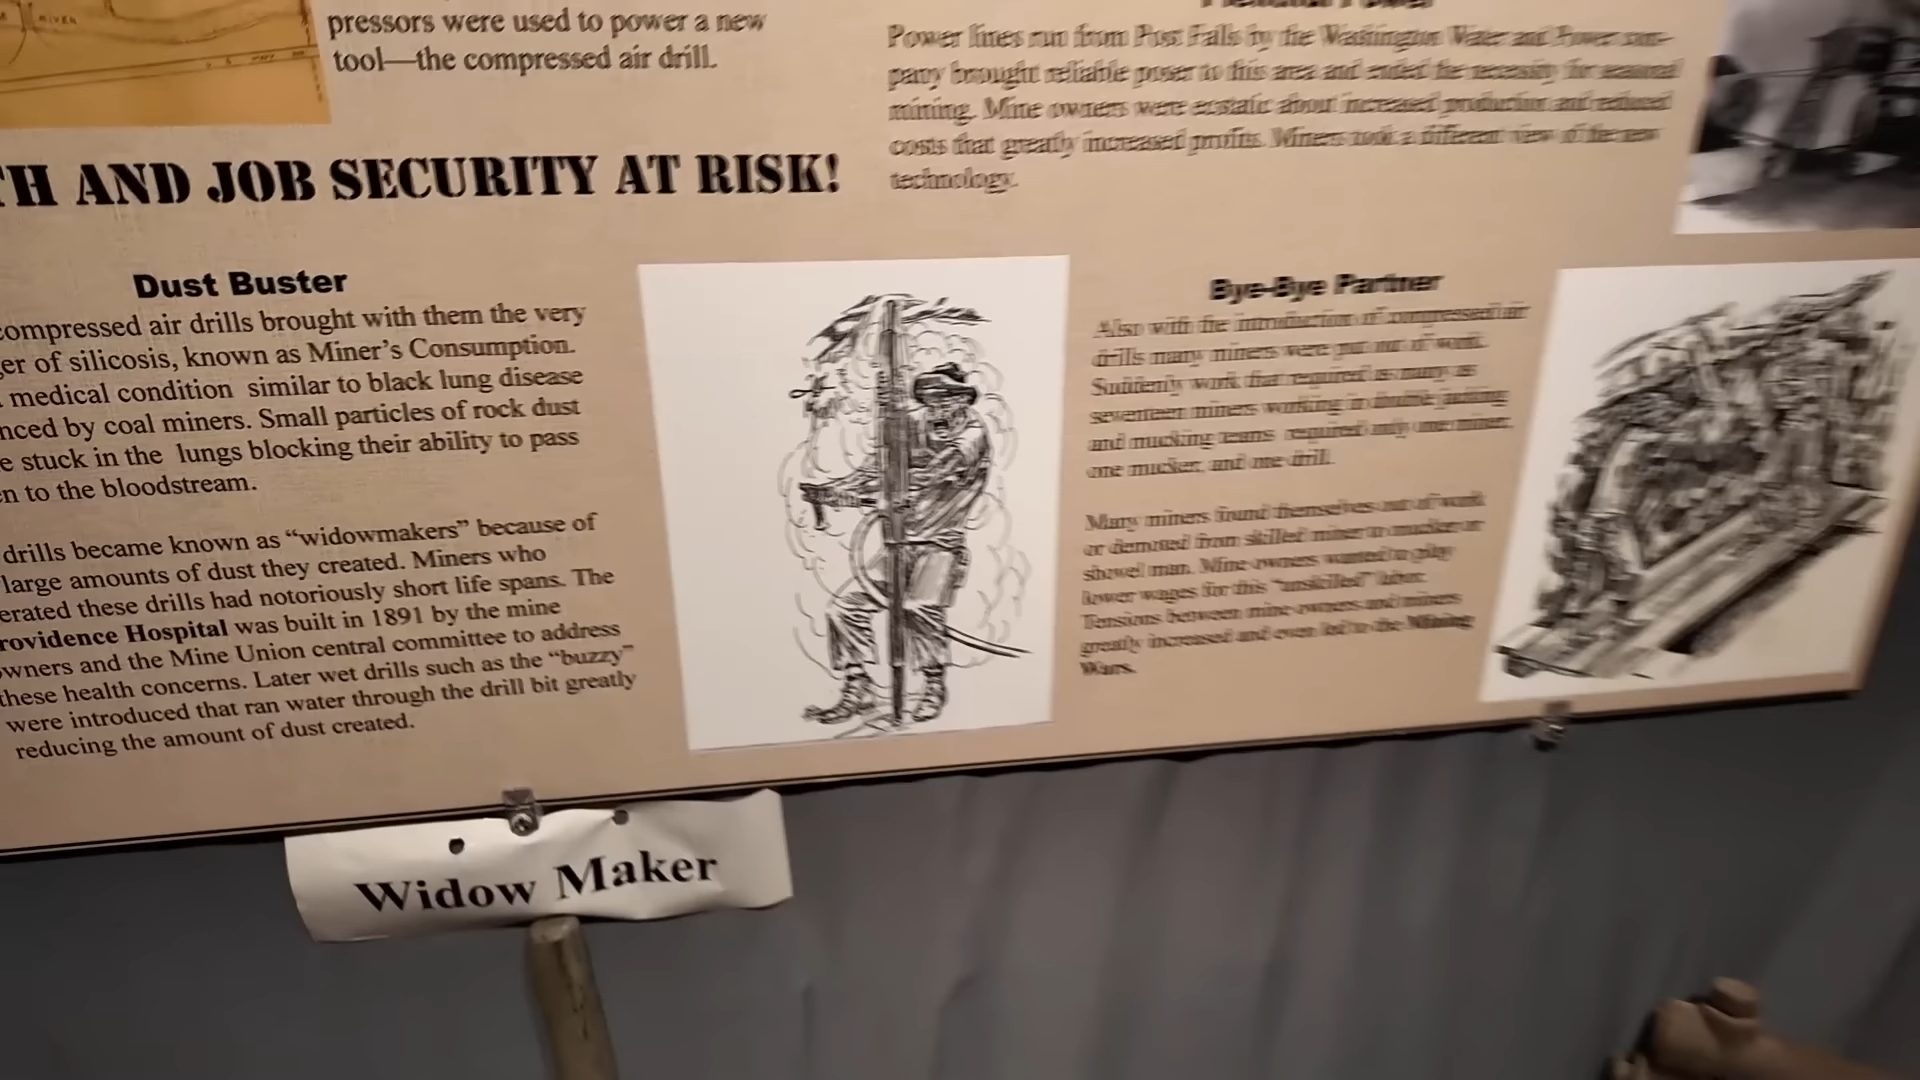 RIVER
pressors were used to power a new
tool—the compressed air drill.
Power lines run from Post Falls by the Washington Water and Power com-
pany brought reliable power to this area and ended the necessity for seasonal
mining. Mine owners were ecstatic about increased production and reduced
costs that greatly increased profits. Miners took a different view of the new
technology.
TH AND JOB SECURITY AT RISK!
Dust Buster
compressed air drills brought with them the very
er of silicosis, known as Miner's Consumption.
medical condition similar to black lung disease
nced by coal miners. Small particles of rock dust
e stuck in the lungs blocking their ability to pass
n to the bloodstream.
drills became known as “widowmakers” because of
large amounts of dust they created. Miners who
erated these drills had notoriously short life spans. The
rovidence Hospital was built in 1891 by the mine
wners and the Mine Union central committee to address
these health concerns. Later wet drills such as the “buzzy”
were introduced that ran water through the drill bit greatly
reducing the amount of dust created.
Bye-Bye Partner
Also with the introduction of compressed air
drills many miners were put out of work.
Suddenly work that required as many as
seventeen miners working in double jacking
and mucking teams required only one miner,
one mucker, and one drill.
Many miners found themselves out of work
or demoted from skilled miner to mucker or
shovel man. Mine owners wanted to pay
lower wages for this “unskilled” labor.
Tensions between mine owners and miners
greatly increased and even led to the Mining
Wars.
Widow Maker